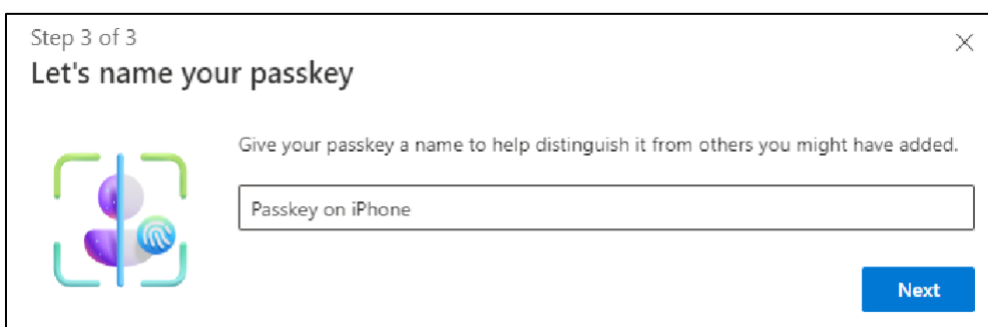 Step 3 of 3
Let's name your passkey
Give your passkey a name to help distinguish it from others you might have added.
Passkey on iPhone
Next